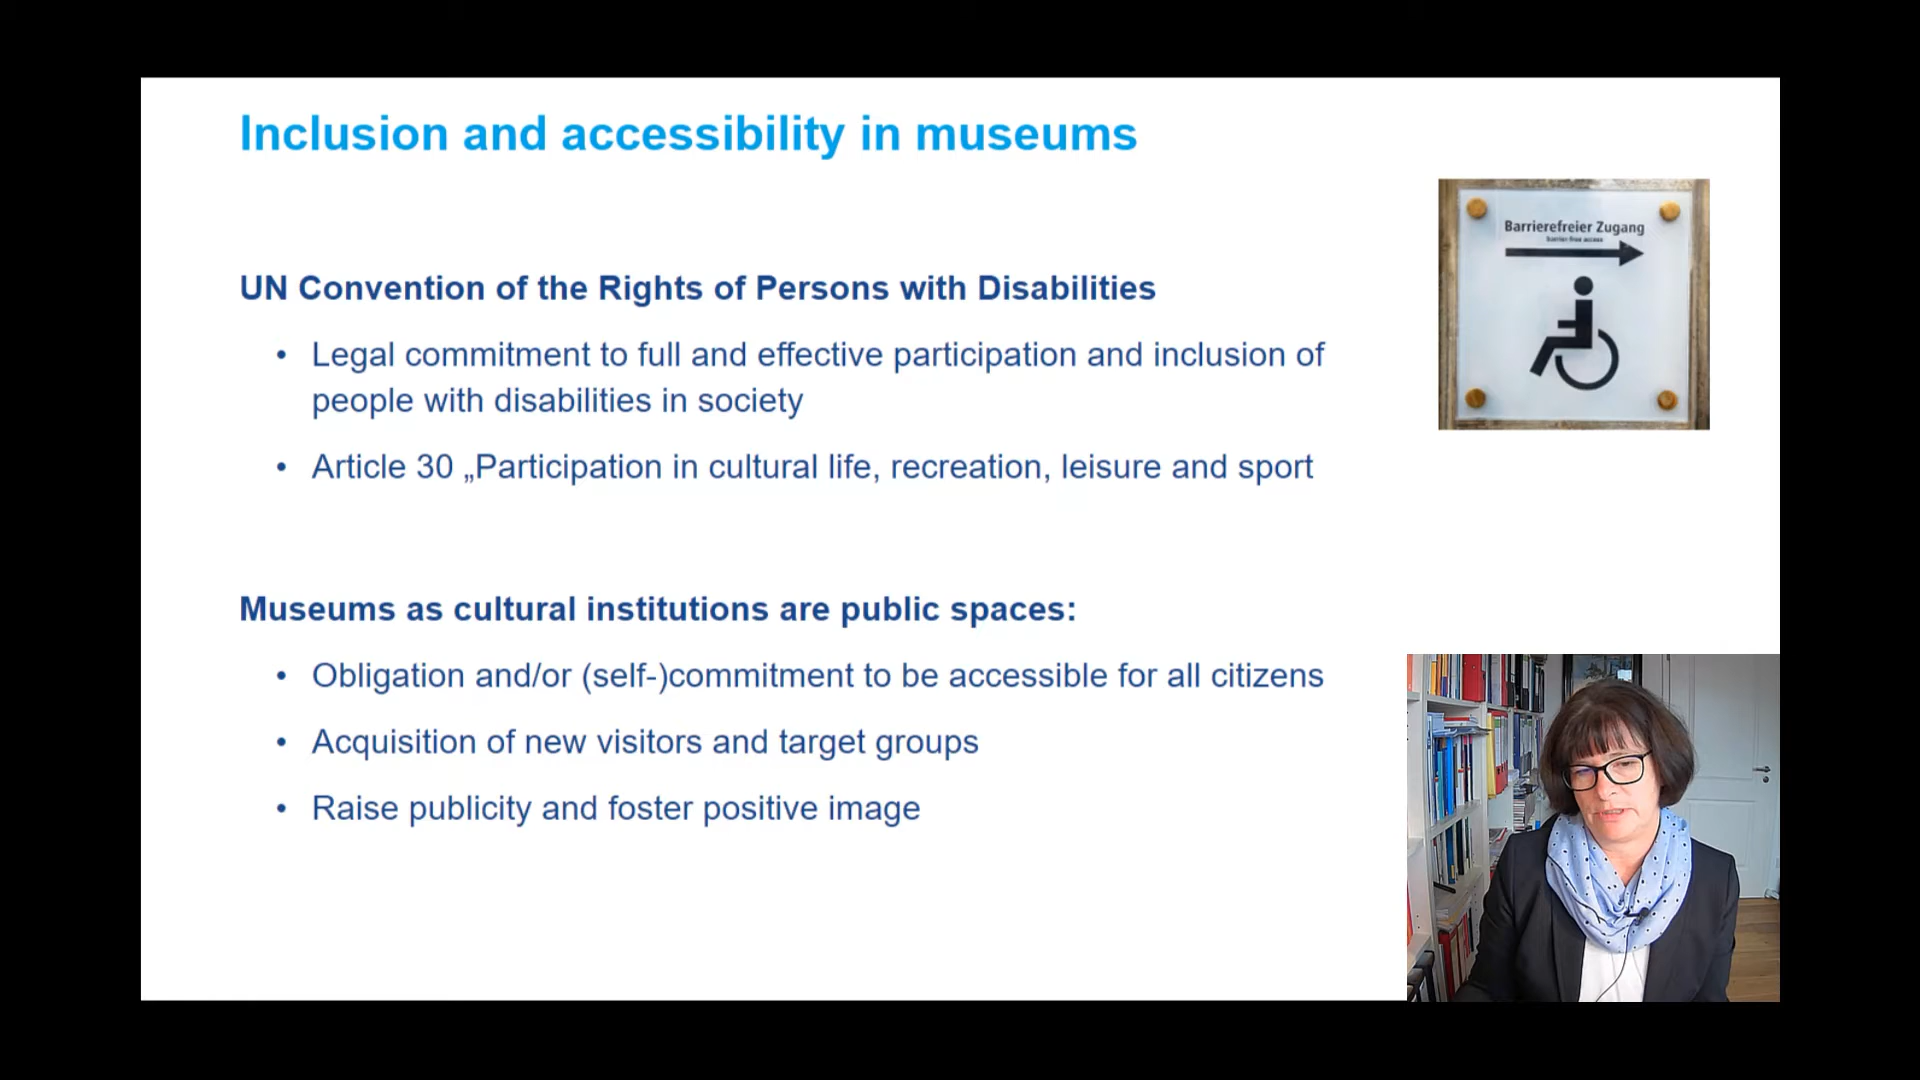 Inclusion and accessibility in museums
Barrierefreier Zugang
barrier-free access
UN Convention of the Rights of Persons with Disabilities
• Legal commitment to full and effective participation and inclusion of
people with disabilities in society
• Article 30 „Participation in cultural life, recreation, leisure and sport
Museums as cultural institutions are public spaces:
• Obligation and/or (self-)commitment to be accessible for all citizens
• Acquisition of new visitors and target groups
• Raise publicity and foster positive image